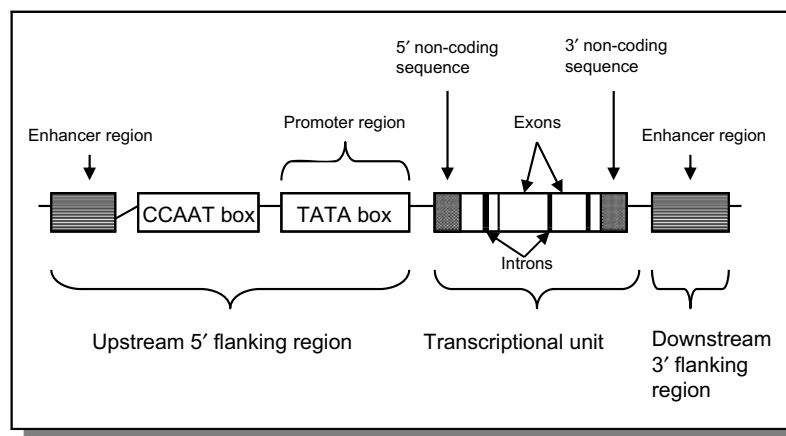 5′ non-coding
sequence
3′ non-coding
sequence
Enhancer region
Promoter region
Exons
Enhancer region
CCAAT box
TATA box
Introns
Upstream 5′ flanking region
Transcriptional unit
Downstream
3′ flanking
region